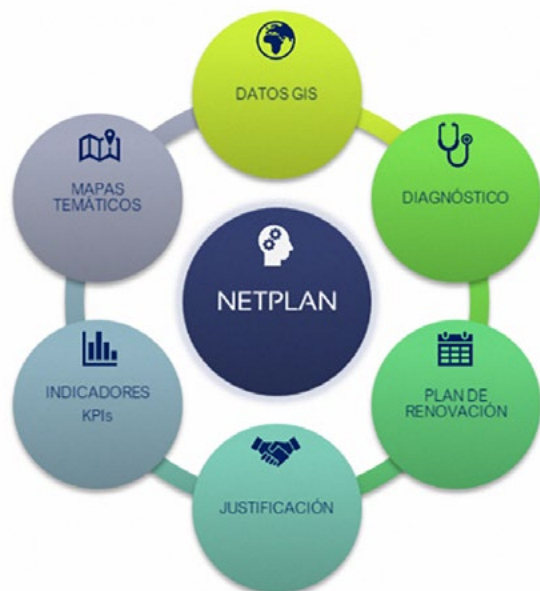 DATOS GIS
DIAGNÓSTICO
PLAN DE
RENOVACIÓN
JUSTIFICACIÓN
INDICADORES
KPIs
MAPAS
TEMÁTICOS
NETPLAN